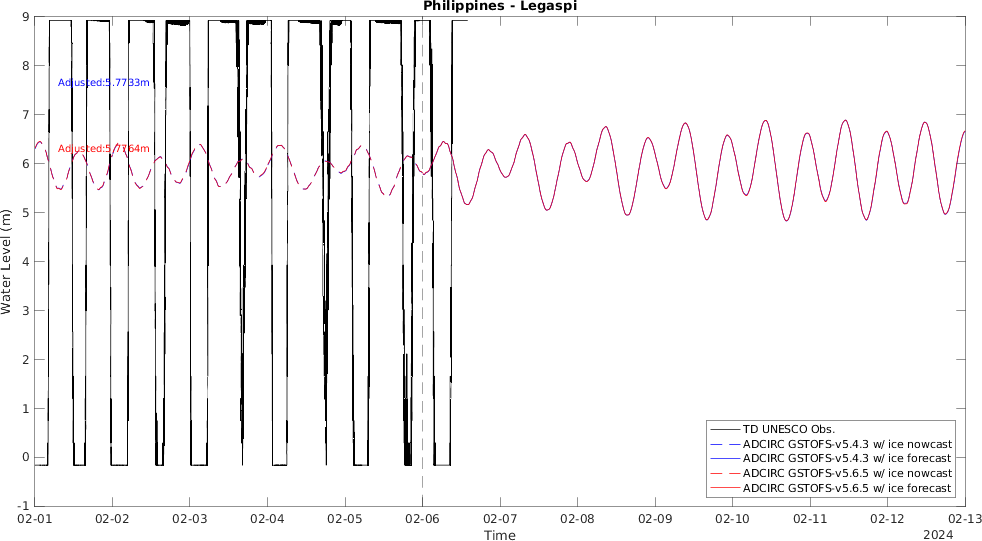 Philippines - Legaspi
9
8
7
6
5
4
3
2
1
0
-1
Water Level (m)
Adjusted:5.7733m
Adjusted:5.7764m
TD UNESCO Obs.
ADCIRC GSTOFS-v5.4.3 w/ ice nowcast
ADCIRC GSTOFS-v5.4.3 w/ ice forecast
ADCIRC GSTOFS-v5.6.5 w/ ice nowcast
ADCIRC GSTOFS-v5.6.5 w/ ice forecast
02-01 02-02 02-03 02-04 02-05 02-06 02-07 02-08 02-09 02-10 02-11 02-12 02-13
Time
2024